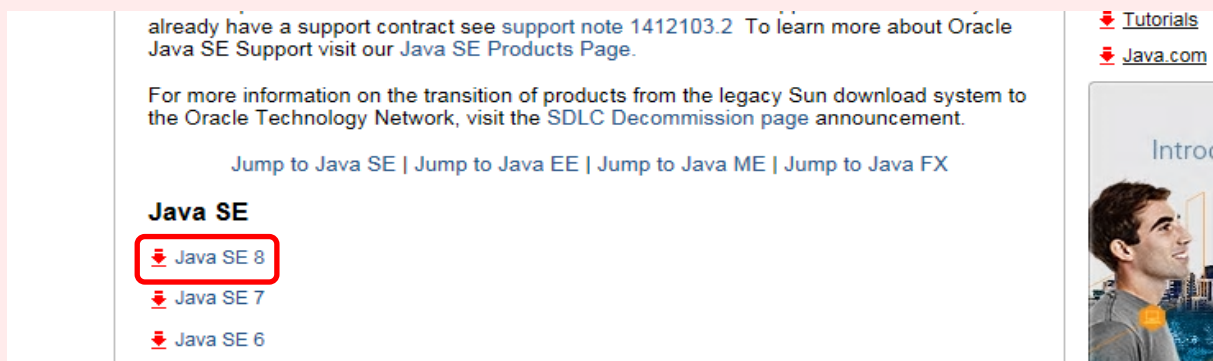 already have a support contract see support note 1412103.2 To learn more about Oracle
Java SE Support visit our Java SE Products Page.
For more information on the transition of products from the legacy Sun download system to
the Oracle Technology Network, visit the SDLC Decommission page announcement.
Jump to Java SE | Jump to Java EE | Jump to Java ME | Jump to Java FX
Java SE
Java SE 8
Java SE 7
Java SE 6
Tutorials
Java.com